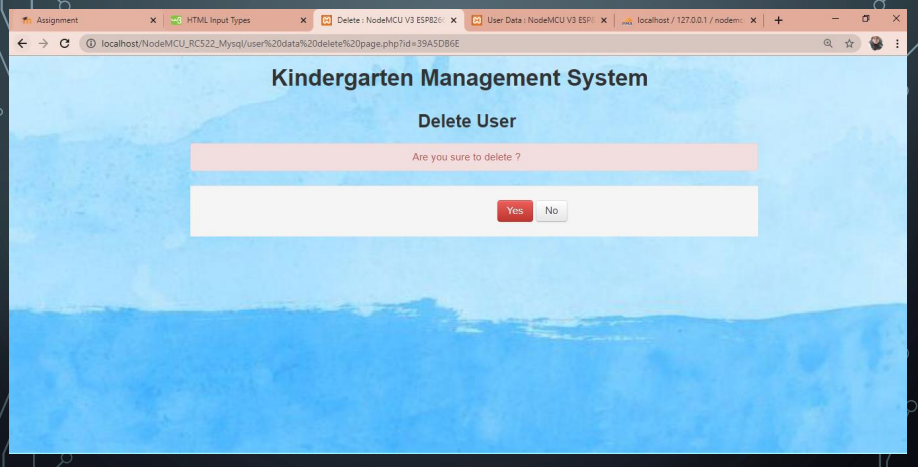 Assignment
HTML Input Types
Delete : NodeMCU V3 ESP826
User Data : NodeMCU V3 ESP8
localhost / 127.0.0.1 / nodemc
localhost/NodeMCU_RC522_Mysql/user%20data%20delete%20page.php?id=39A5DB6E
Kindergarten Management System
Delete User
Are you sure to delete ?
Yes No